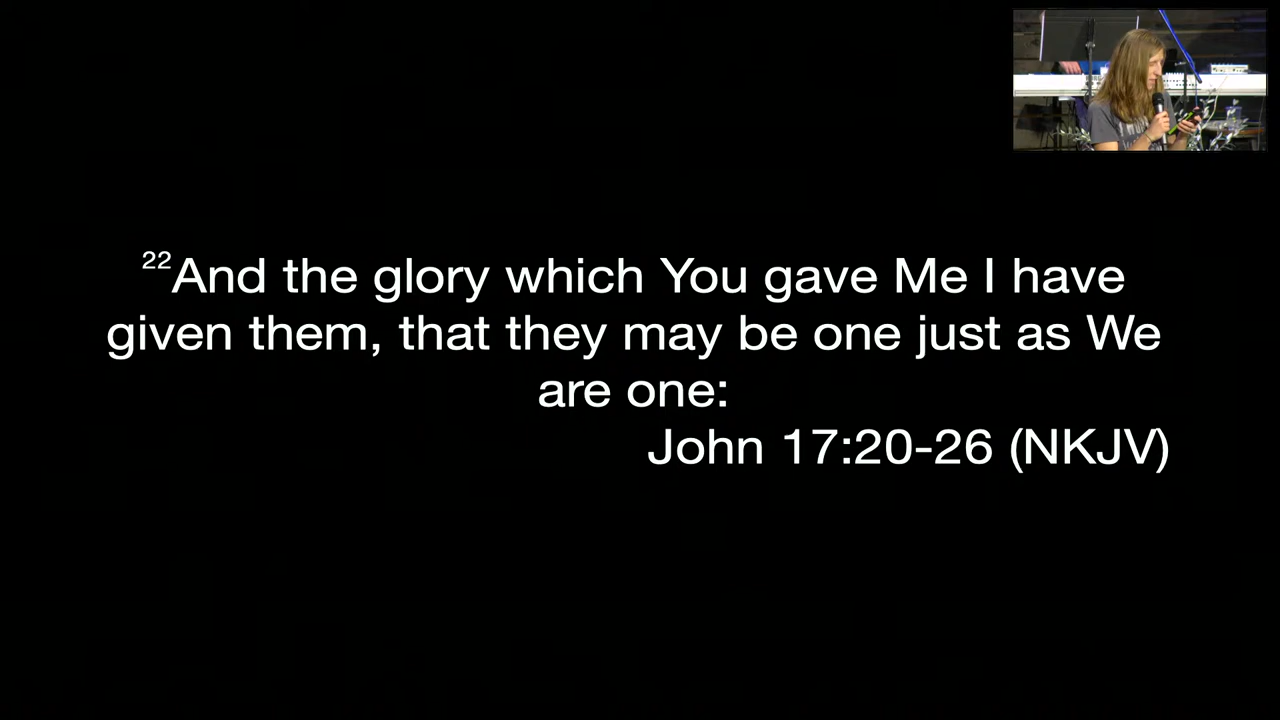 22And the glory which You gave Me I have
given them, that they may be one just as We
are one:
John 17:20-26 (NKJV)